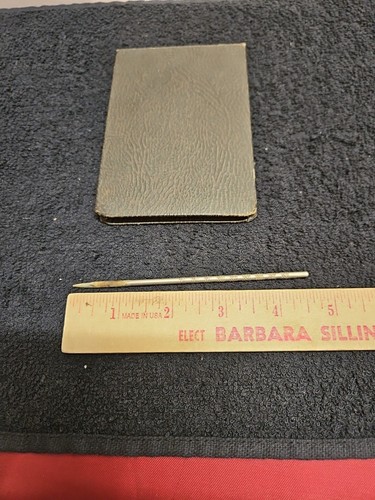 1 MADE IN USA 2 3 4 5
ELECT BARBARA SILLIN